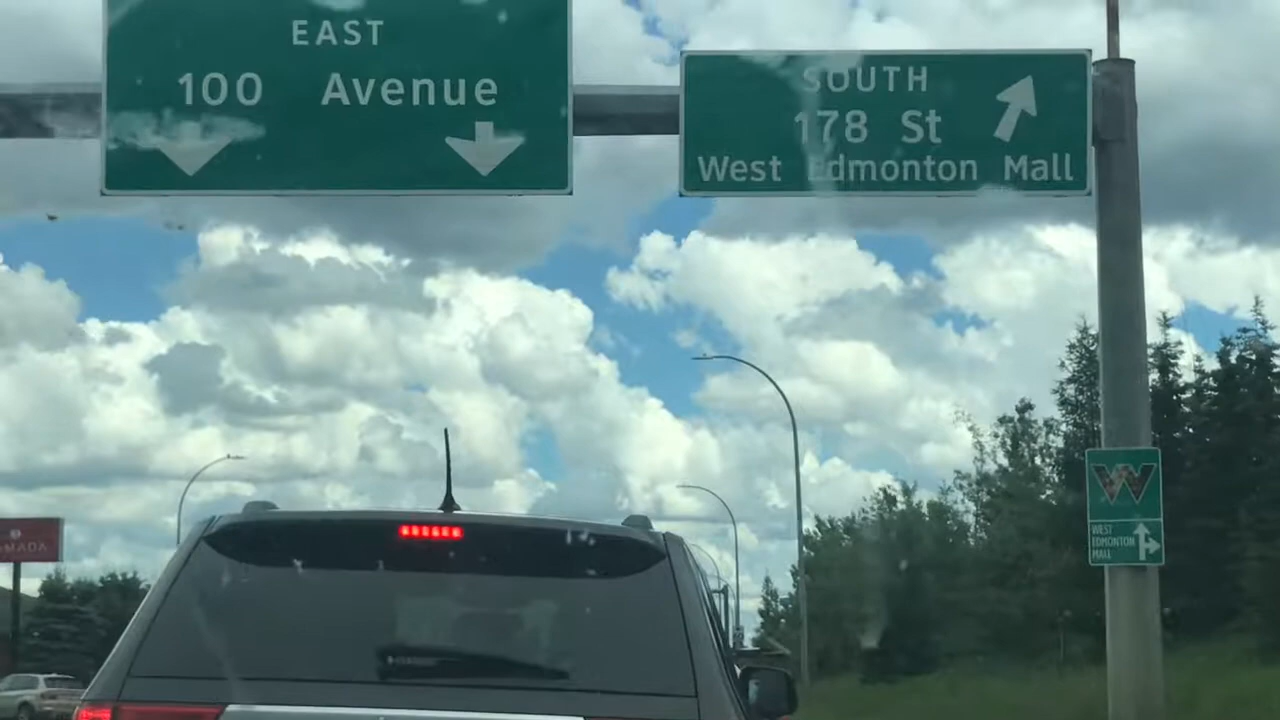 EAST
100 Avenue
SOUTH
178 St
West Edmonton Mall
W
WEST
EDMONTON
MALL